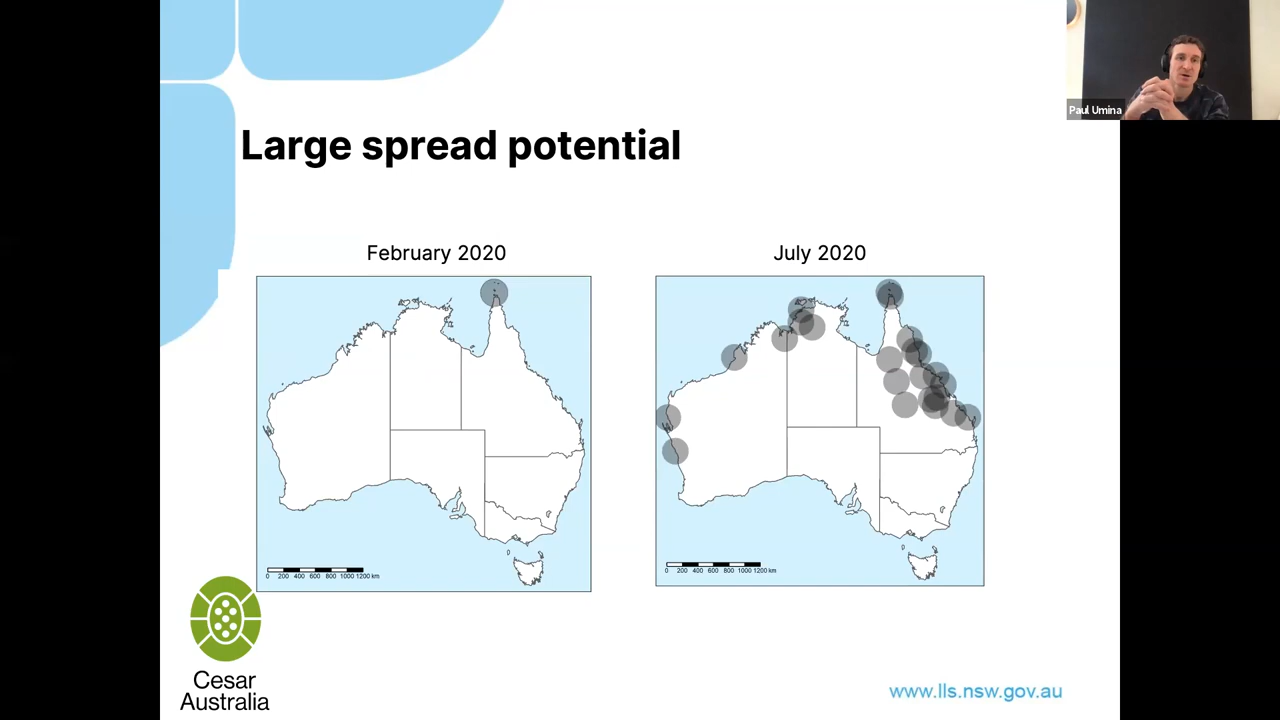 Paul Umina
Large spread potential
February 2020
July 2020
0 200 400 600 800 1000 1200 km
0 200 400 600 800 1000 1200 km
Cesar
Australia
www.lls.nsw.gov.au